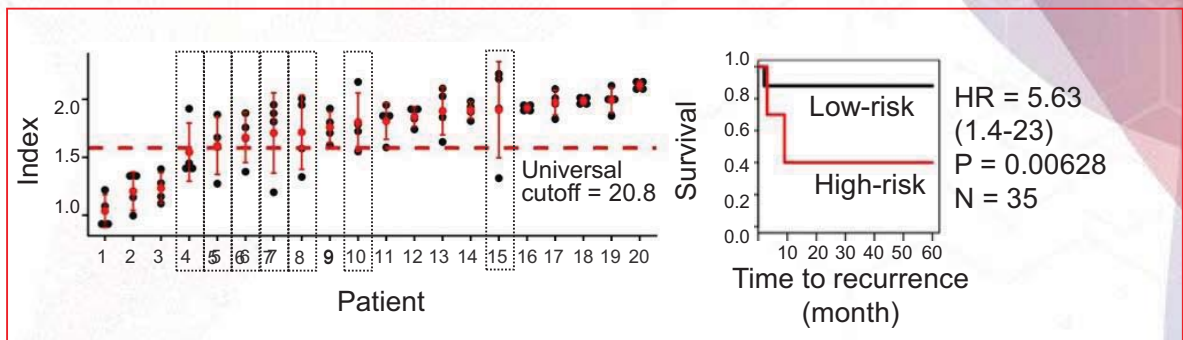 Index
2.0
1.5
1.0
Universal
cutoff = 20.8
1 2 3 4 5 5 6 6 7 7 8 9 10 11 12 13 14 15 16 17 18 19 20
Patient
Survival
1.0
0.8
0.6
0.4
0.2
0.0
Low-risk
High-risk
10 20 30 40 50 60
Time to recurrence
(month)
HR = 5.63
(1.4-23)
P = 0.00628
N = 35